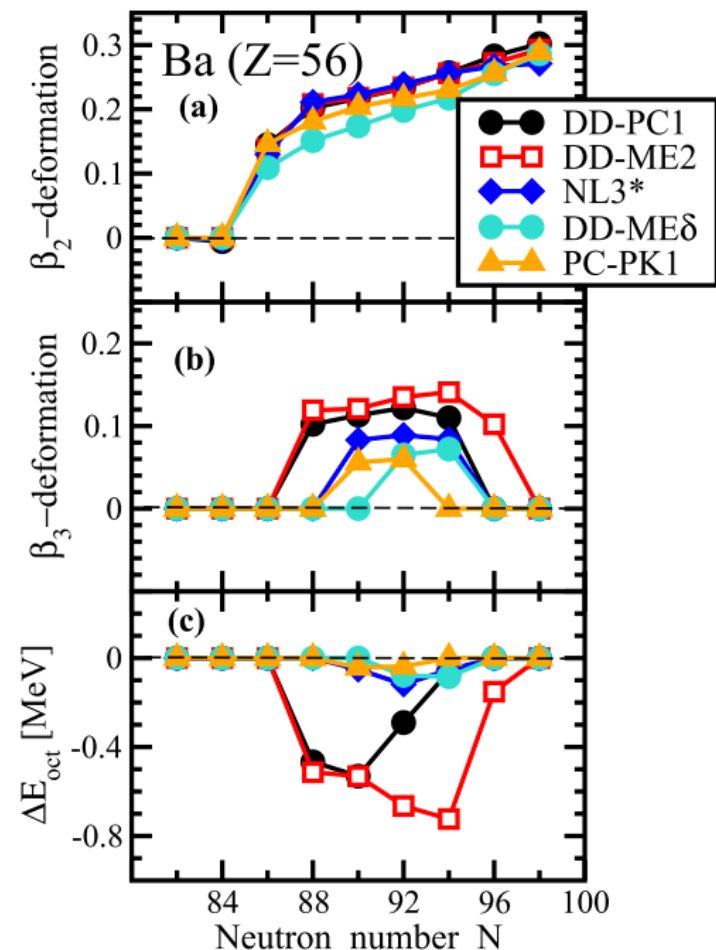 0.3
0.2
0.1
0
β₂−deformation
Ba (Z=56)
(a)
DD-PC1
DD-ME2
NL3*
DD-MEδ
PC-PK1
0.2
0.1
0
β₃−deformation
(b)
0
-0.4
-0.8
ΔE_oct [MeV]
(c)
84 88 92 96 100
Neutron number N